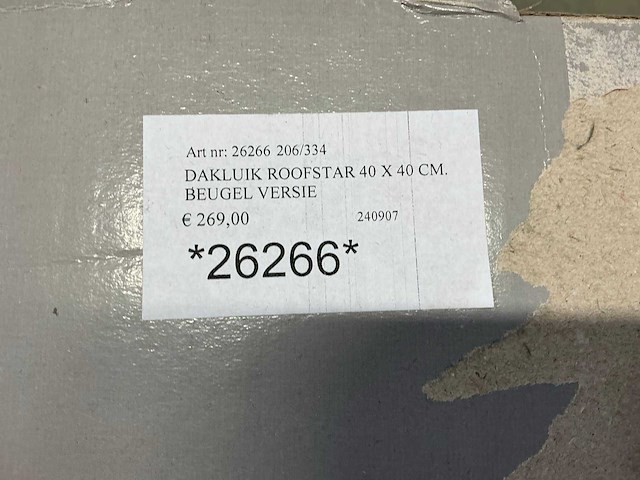 Art nr: 26266 206/334
DAKLUIK ROOFSTAR 40 X 40 CM.
BEUGEL VERSIE
€ 269,00 240907
*26266*